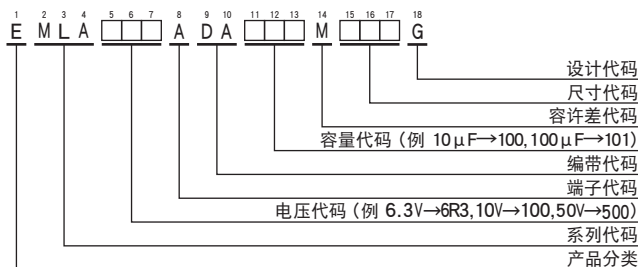 1 2 3 4 5 6 7 8 9 10 11 12 13 14 15 16 17 18
E M L A A D A M G
设计代码
尺寸代码
容许差代码
容量代码（例 10μF→100,100μF→101）
编带代码
端子代码
电压代码（例 6.3V→6R3,10V→100,50V→500）
系列代码
产品分类